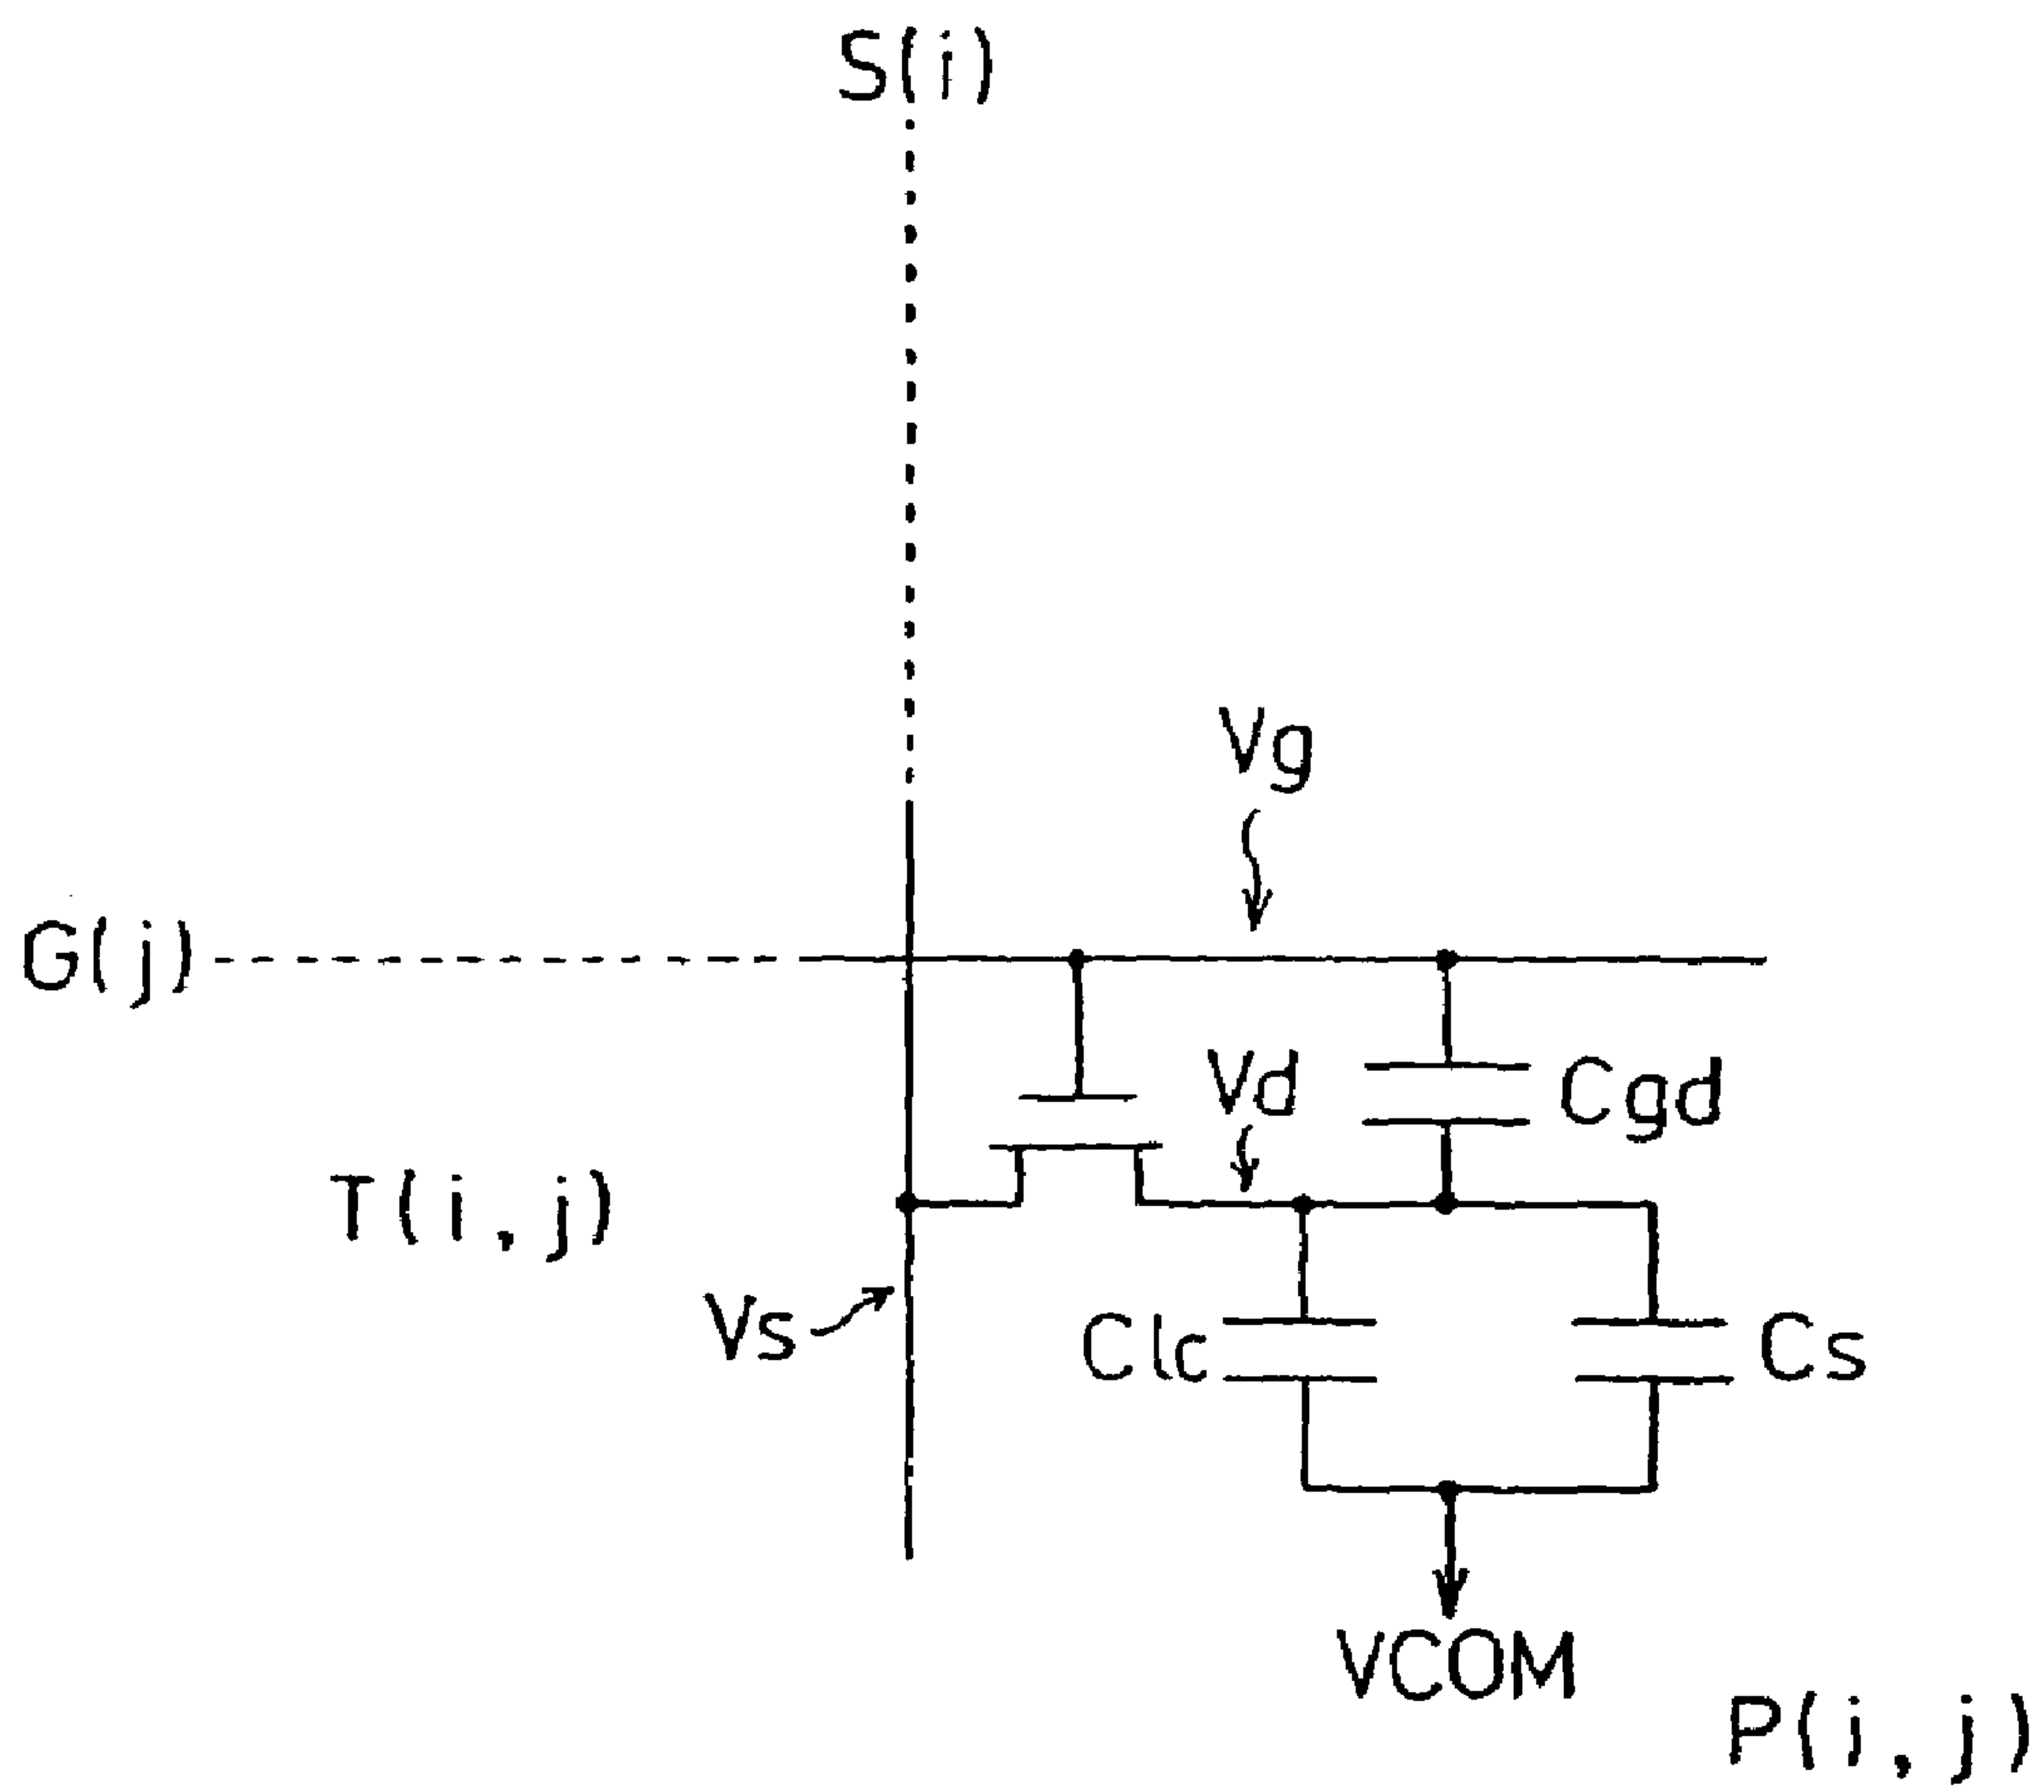 S(i)
Vg
G(j)
Vd
Cgd
T(i,j)
Vs
Clc
Cs
VCOM
P(i,j)